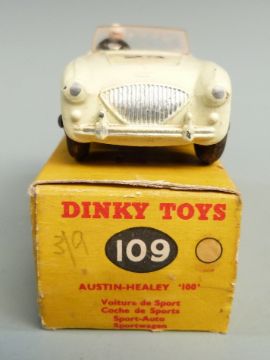 DINKY TOYS
3/9
109
AUSTIN-HEALEY '100'
Voiture de Sport
Coche de Sports
Sport-Auto
Sportwagen